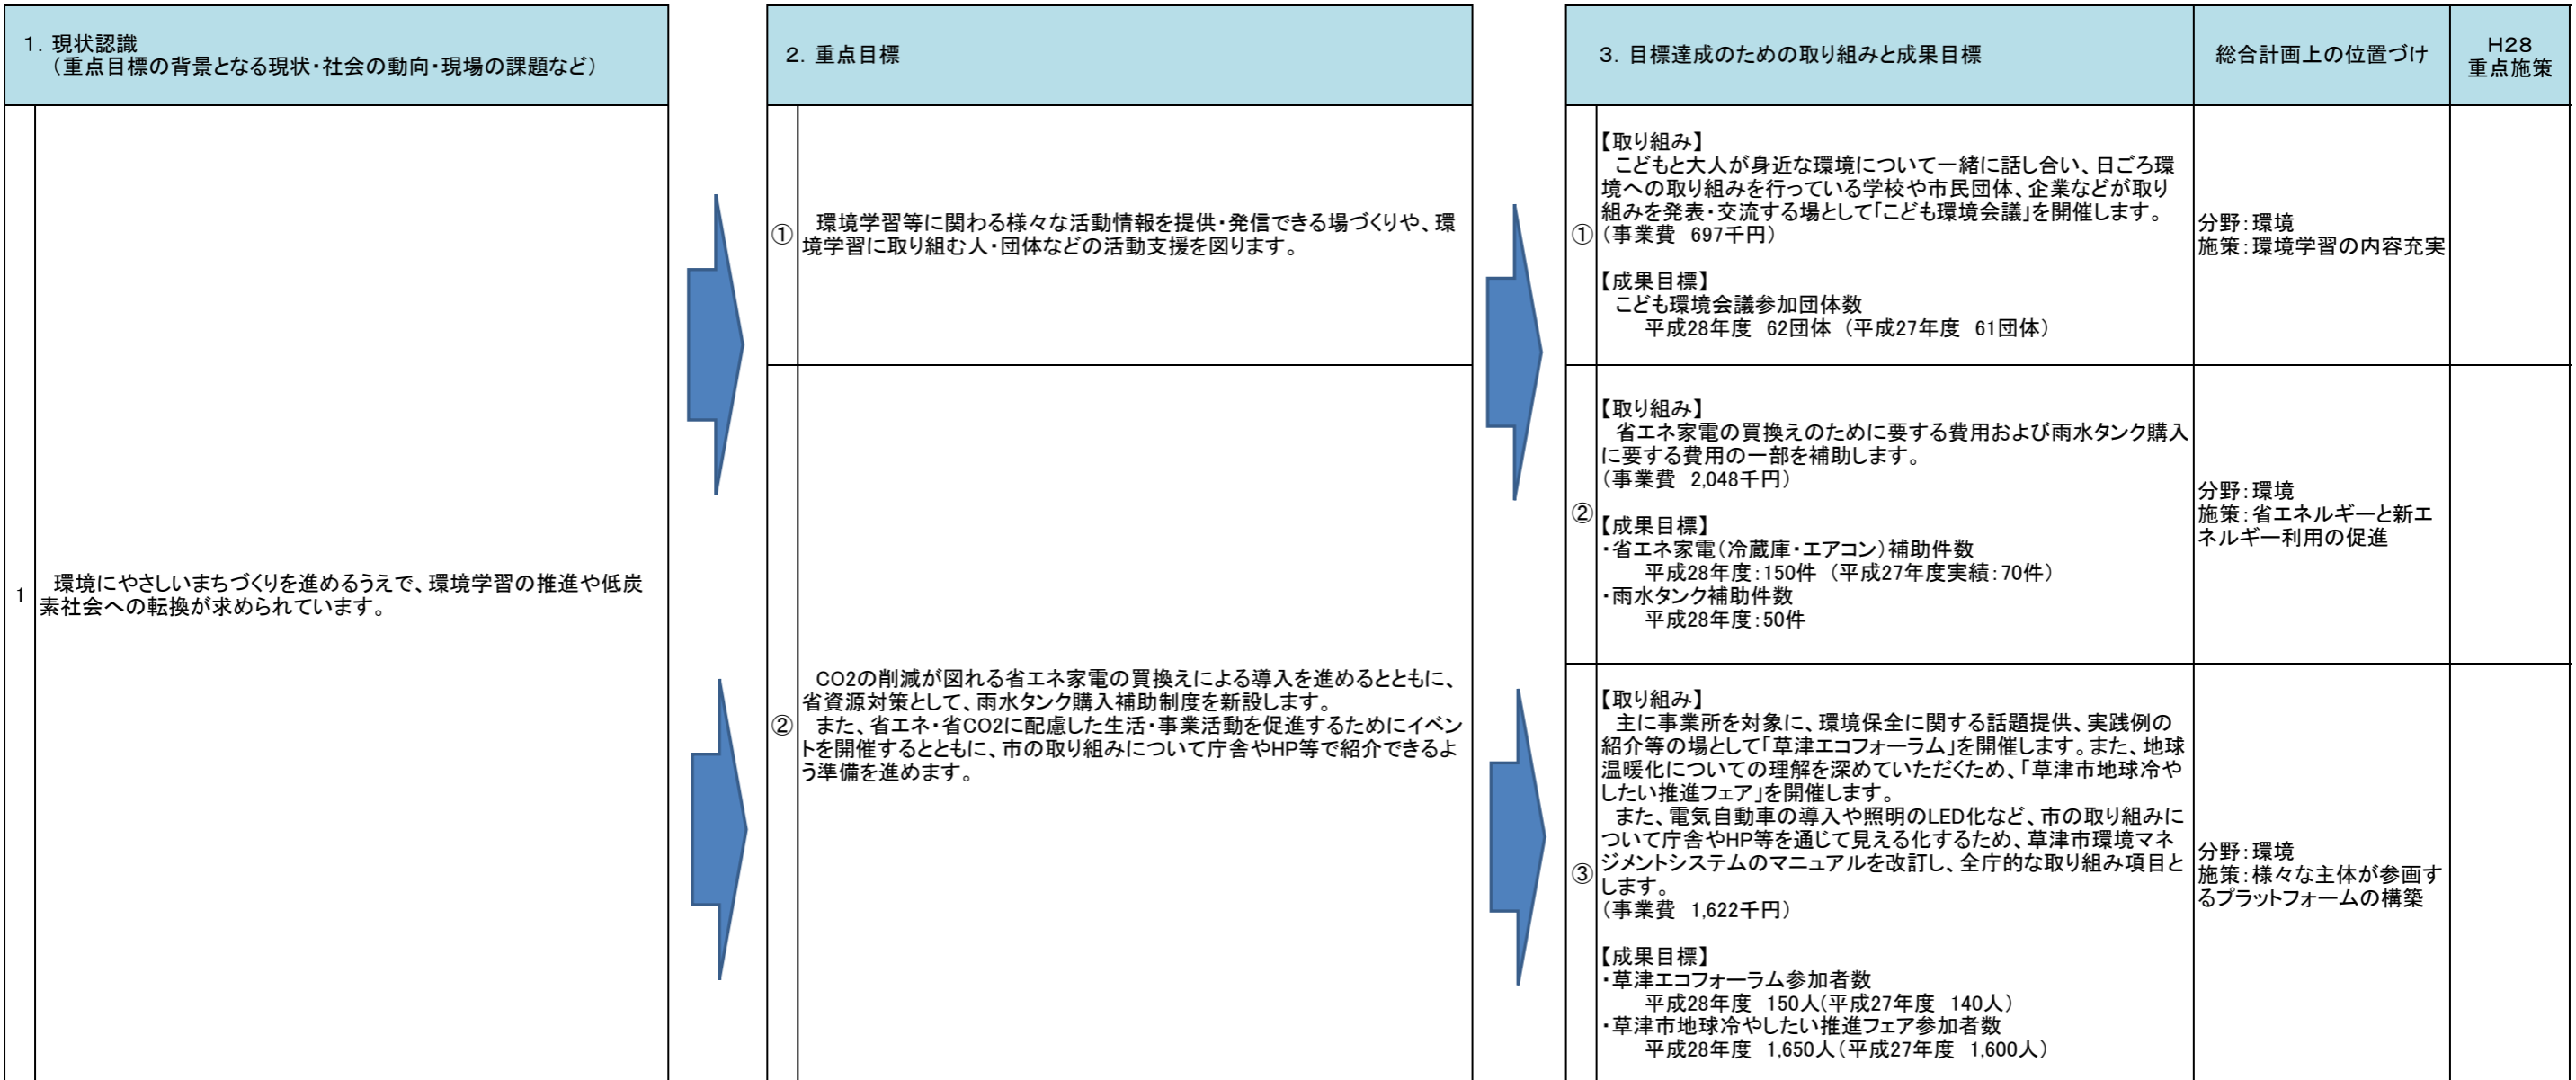 1．現状認識
（重点目標の背景となる現状・社会の動向・現場の課題など）
1
環境にやさしいまちづくりを進めるうえで、環境学習の推進や低炭
素社会への転換が求められています。
2．重点目標
①
環境学習等に関わる様々な活動情報を提供・発信できる場づくりや、環
境学習に取り組む人・団体などの活動支援を図ります。
②
CO2の削減が図れる省エネ家電の買換えによる導入を進めるとともに、
省資源対策として、雨水タンク購入補助制度を新設します。
また、省エネ・省CO2に配慮した生活・事業活動を促進するためにイベン
トを開催するとともに、市の取り組みについて庁舎やHP等で紹介できるよ
う準備を進めます。
3．目標達成のための取り組みと成果目標
総合計画上の位置づけ
H28
重点施策
①
【取り組み】
こどもと大人が身近な環境について一緒に話し合い、日ごろ環
境への取り組みを行っている学校や市民団体、企業などが取り
組みを発表・交流する場として「こども環境会議」を開催します。
（事業費　697千円）
【成果目標】
こども環境会議参加団体数
平成28年度　62団体　（平成27年度　61団体）
分野：環境
施策：環境学習の内容充実
②
【取り組み】
省エネ家電の買換えのために要する費用および雨水タンク購入
に要する費用の一部を補助します。
（事業費　2,048千円）
【成果目標】
・省エネ家電（冷蔵庫・エアコン）補助件数
平成28年度：150件　（平成27年度実績：70件）
・雨水タンク補助件数
平成28年度：50件
分野：環境
施策：省エネルギーと新エ
ネルギー利用の促進
③
【取り組み】
主に事業所を対象に、環境保全に関する話題提供、実践例の
紹介等の場として「草津エコフォーラム」を開催します。また、地球
温暖化についての理解を深めていただくため、「草津市地球冷や
したい推進フェア」を開催します。
また、電気自動車の導入や照明のLED化など、市の取り組みに
ついて庁舎やHP等を通じて見える化するため、草津市環境マネ
ジメントシステムのマニュアルを改訂し、全庁的な取り組み項目と
します。
（事業費　1,622千円）
【成果目標】
・草津エコフォーラム参加者数
平成28年度　150人（平成27年度　140人）
・草津市地球冷やしたい推進フェア参加者数
平成28年度　1,650人（平成27年度　1,600人）
分野：環境
施策：様々な主体が参画す
るプラットフォームの構築